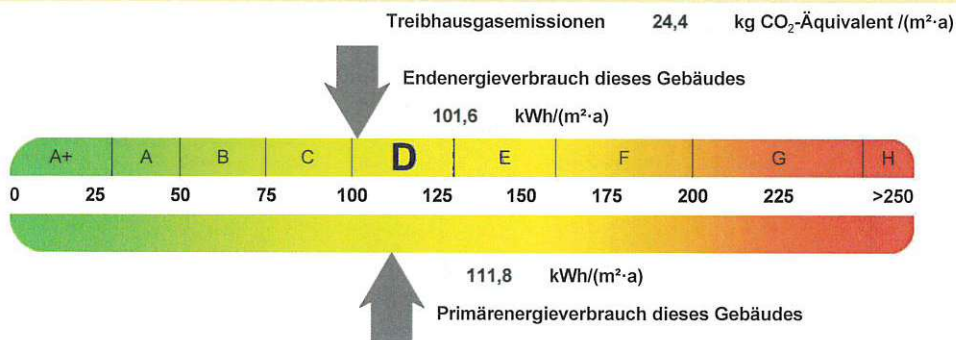 Treibhausgasemissionen 24,4 kg CO₂-Äquivalent /(m²·a)
Endenergieverbrauch dieses Gebäudes
101,6 kWh/(m²·a)
A+ A B C D E F G H
0 25 50 75 100 125 150 175 200 225 >250
111,8 kWh/(m²·a)
Primärenergieverbrauch dieses Gebäudes